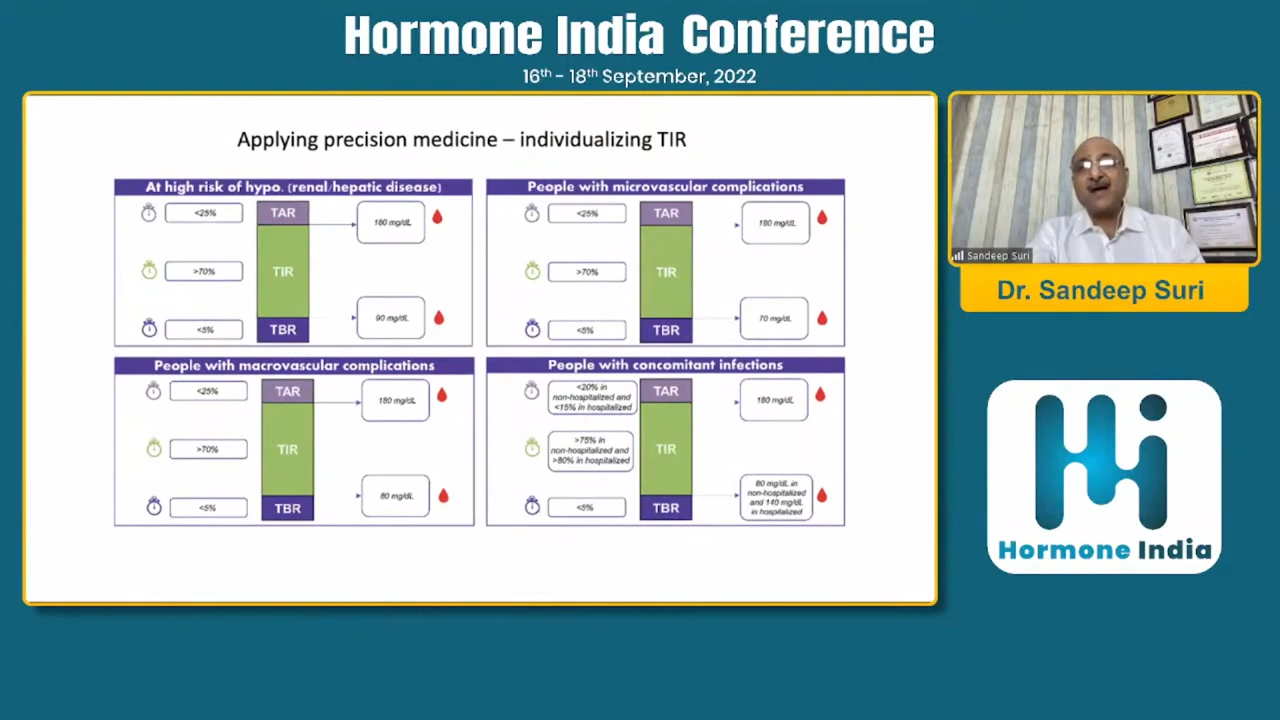 Hormone India Conference
16th - 18th September, 2022
Applying precision medicine – individualizing TIR
At high risk of hypo. (renal/hepatic disease)
<25%
TAR
180 mg/dL
>70%
TIR
<5%
TBR
90 mg/dL
People with microvascular complications
<25%
TAR
180 mg/dL
>70%
TIR
<5%
TBR
70 mg/dL
People with macrovascular complications
<25%
TAR
180 mg/dL
>70%
TIR
<5%
TBR
80 mg/dL
People with concomitant infections
<20% in
non-hospitalized and
<15% in hospitalized
TAR
180 mg/dL
>75% in
non-hospitalized and
>80% in hospitalized
TIR
<5%
TBR
80 mg/dL in
non-hospitalized
and 140 mg/dL
in hospitalized
Sandeep Suri
Dr. Sandeep Suri
Hormone India